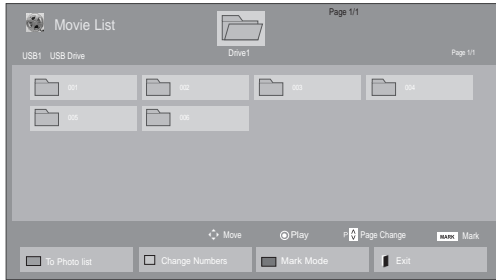 Page 1/1
Movie List
Drive1
USB1 USB Drive
Page 1/1
001 002 003 004
005 006
Move Play P Page Change MARK Mark
To Photo list Change Numbers Mark Mode Exit